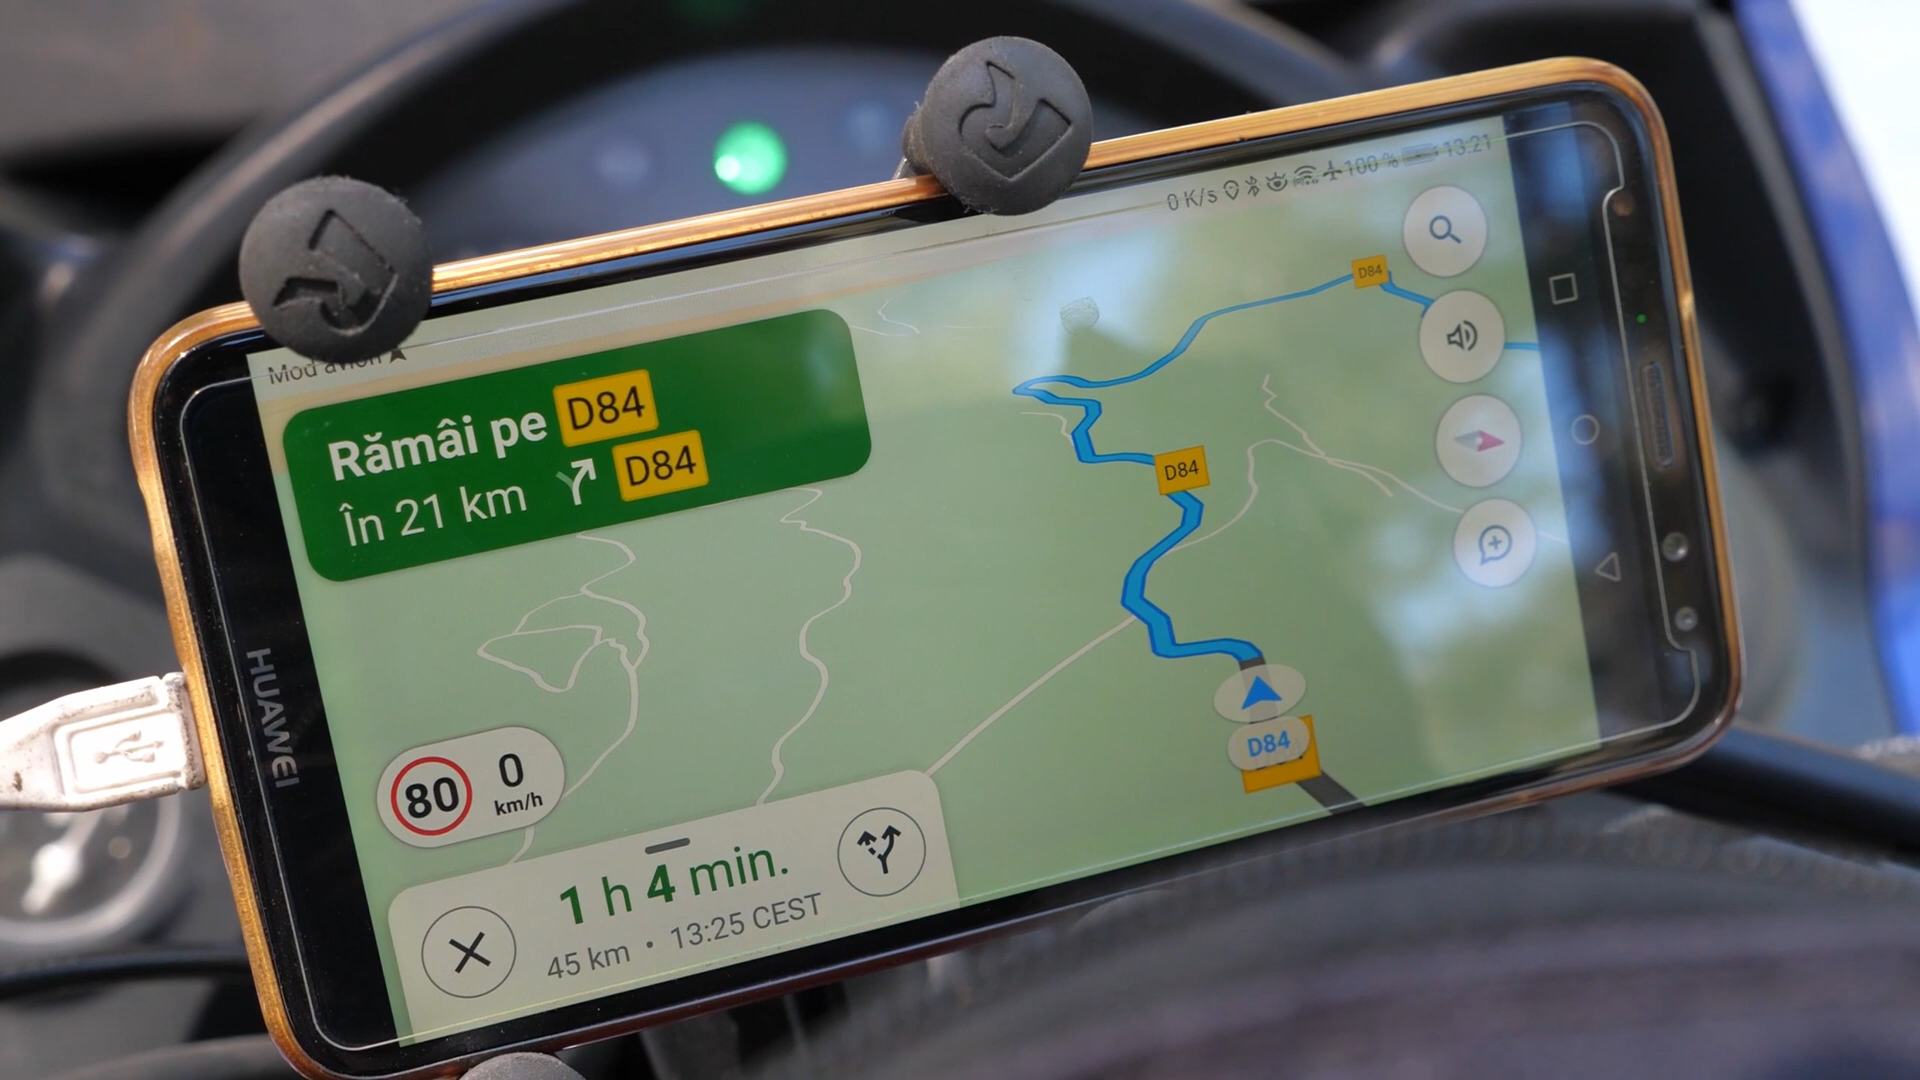 0 K/s 100 % 13:21
Mod avion
Rămâi pe D84
În 21 km D84
D84
D84
D84
80 0 km/h
1 h 4 min.
45 km • 13:25 CEST
HUAWEI